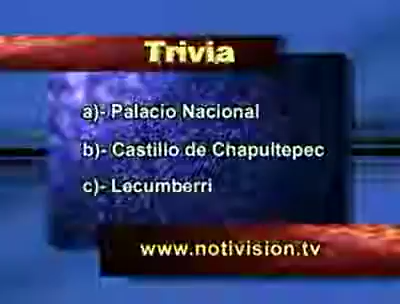 Trivia
a)- Palacio Nacional
b)- Castillo de Chapultepec
c)- Lecumberri
www.notivision.tv